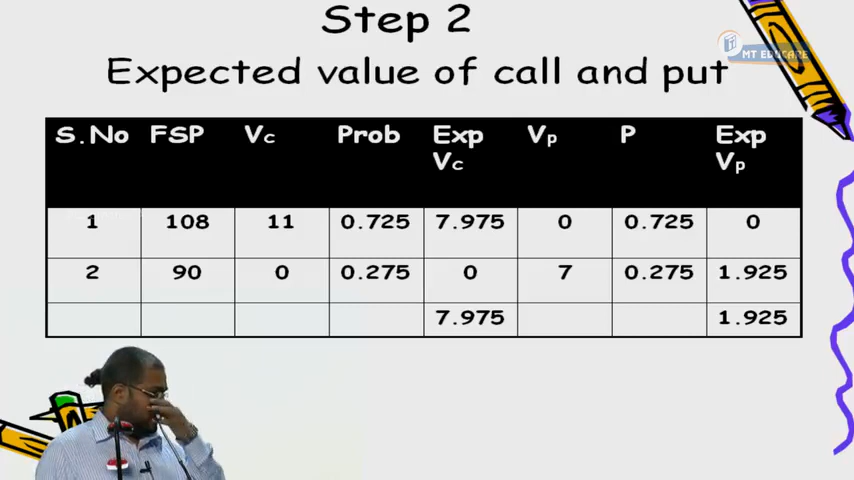 Step 2
MT EDUCARE
Expected value of call and put
S.No FSP Vc Prob Exp Vc Vp P Exp Vp
1 108 11 0.725 7.975 0 0.725 0
2 90 0 0.275 0 7 0.275 1.925
7.975 1.925